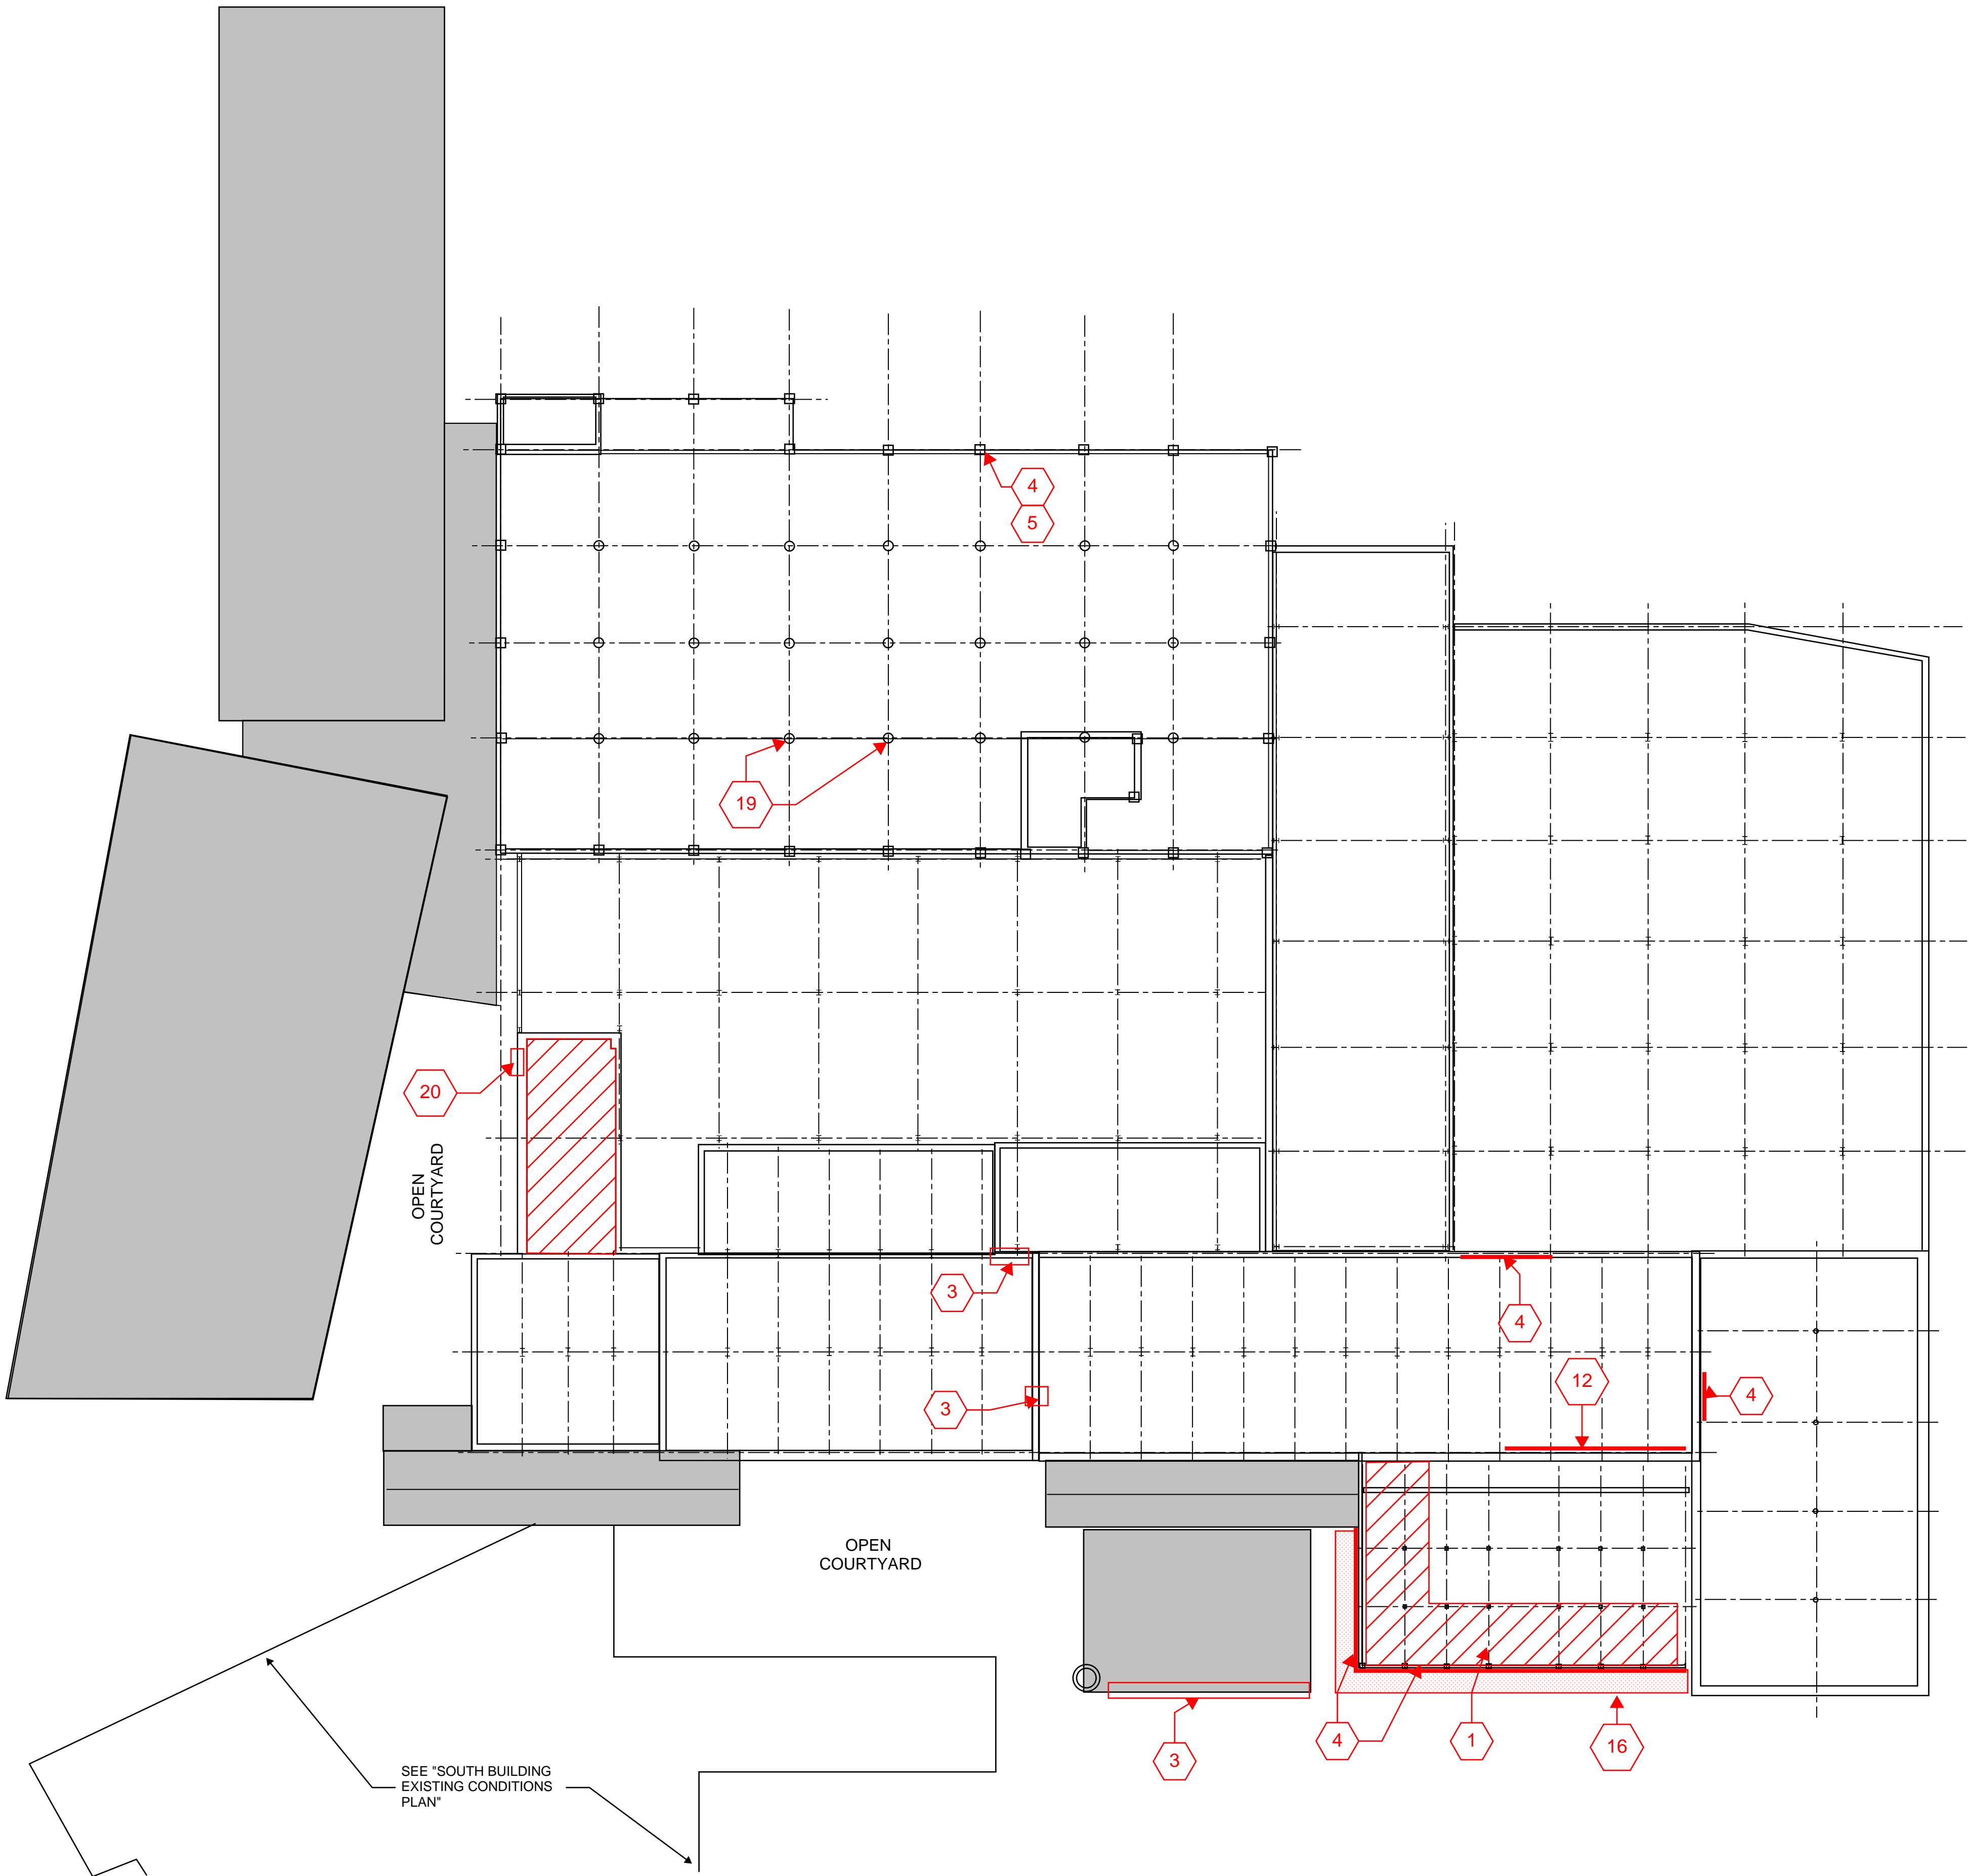 4
5
19
20
OPEN
COURTYARD
3
4
12
4
3
OPEN
COURTYARD
4
1
16
3
SEE "SOUTH BUILDING
EXISTING CONDITIONS
PLAN"